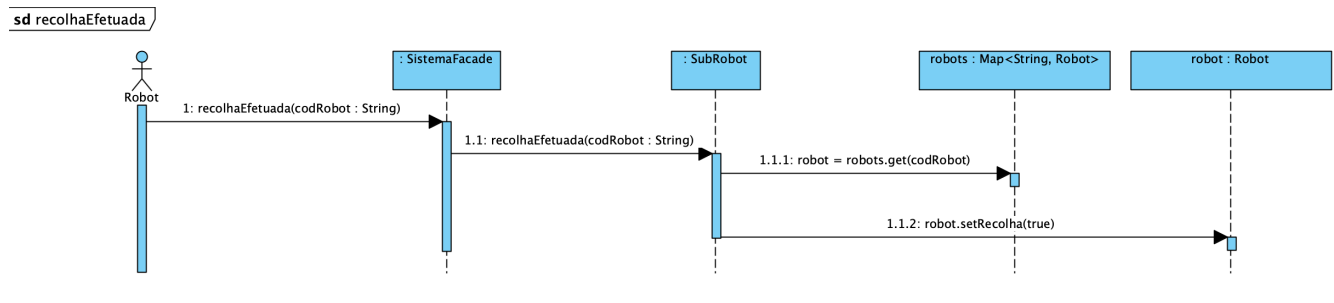 sd recolhaEfetuada
: SistemaFacade
: SubRobot
robots : Map<String, Robot>
robot : Robot
Robot
1: recolhaEfetuada(codRobot : String)
1.1: recolhaEfetuada(codRobot : String)
1.1.1: robot = robots.get(codRobot)
1.1.2: robot.setRecolha(true)